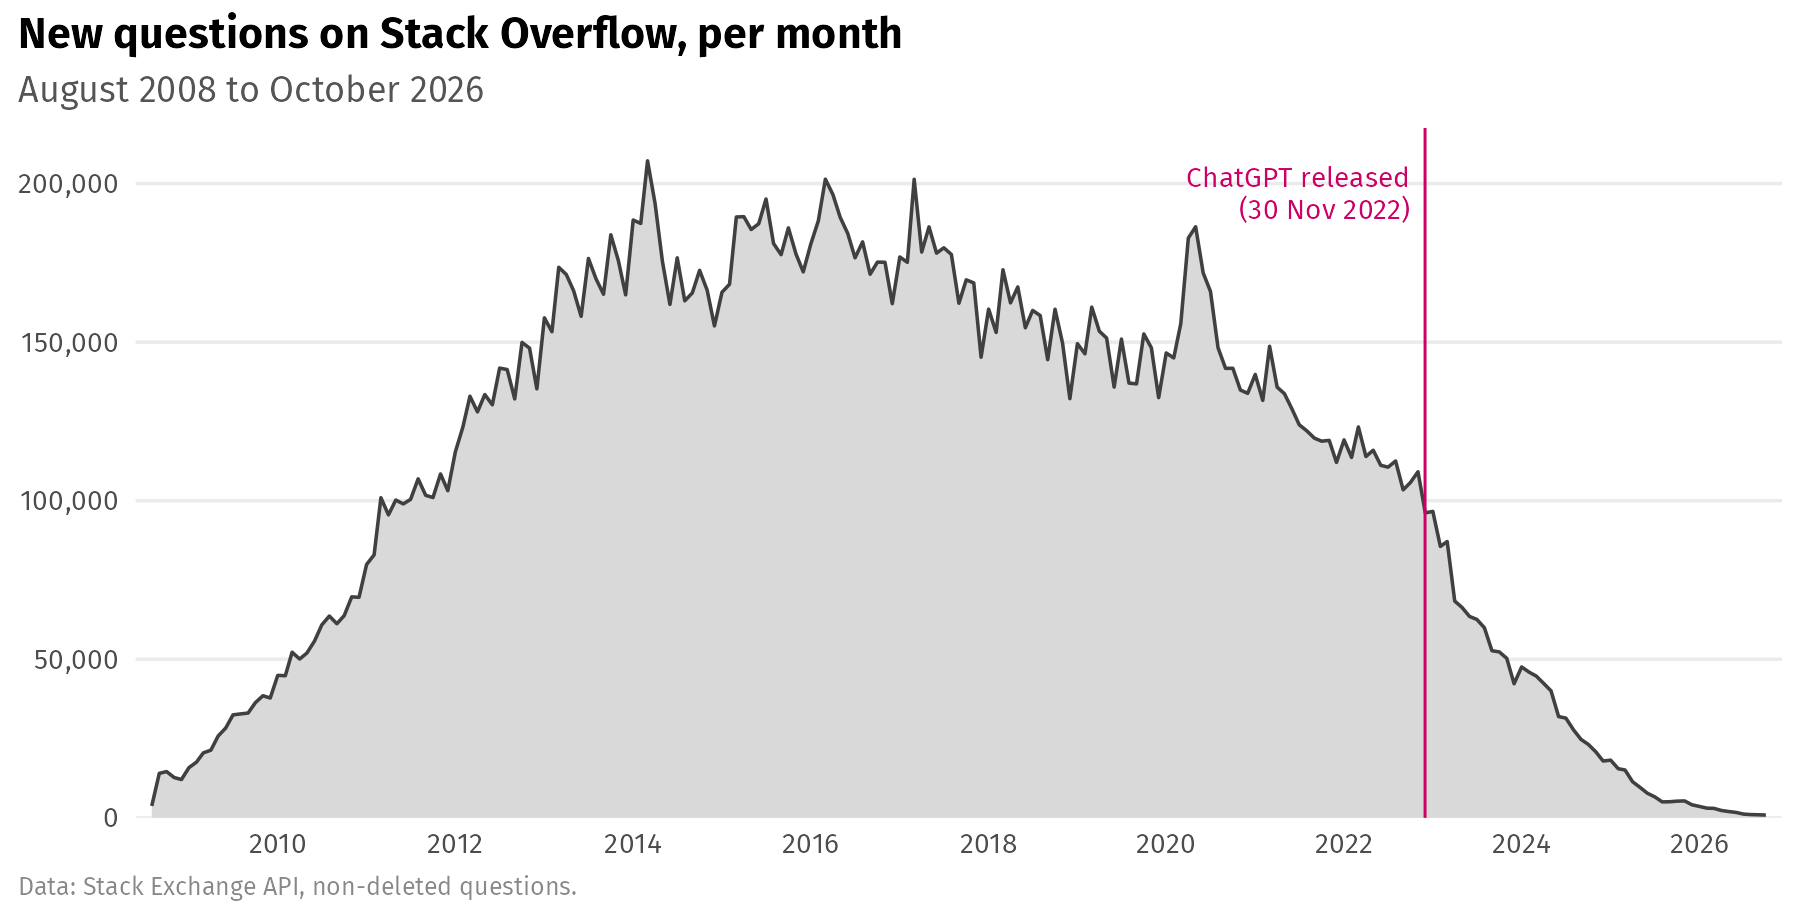 New questions on Stack Overflow, per month
August 2008 to October 2026
ChatGPT released
(30 Nov 2022)
200,000
150,000
100,000
50,000
0
2010 2012 2014 2016 2018 2020 2022 2024 2026
Data: Stack Exchange API, non-deleted questions.